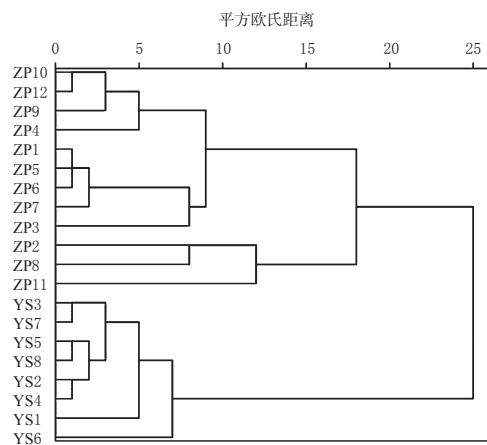 平方欧氏距离
0 5 10 15 20 25
ZP10
ZP12
ZP9
ZP4
ZP1
ZP5
ZP6
ZP7
ZP3
ZP2
ZP8
ZP11
YS3
YS7
YS5
YS8
YS2
YS4
YS1
YS6